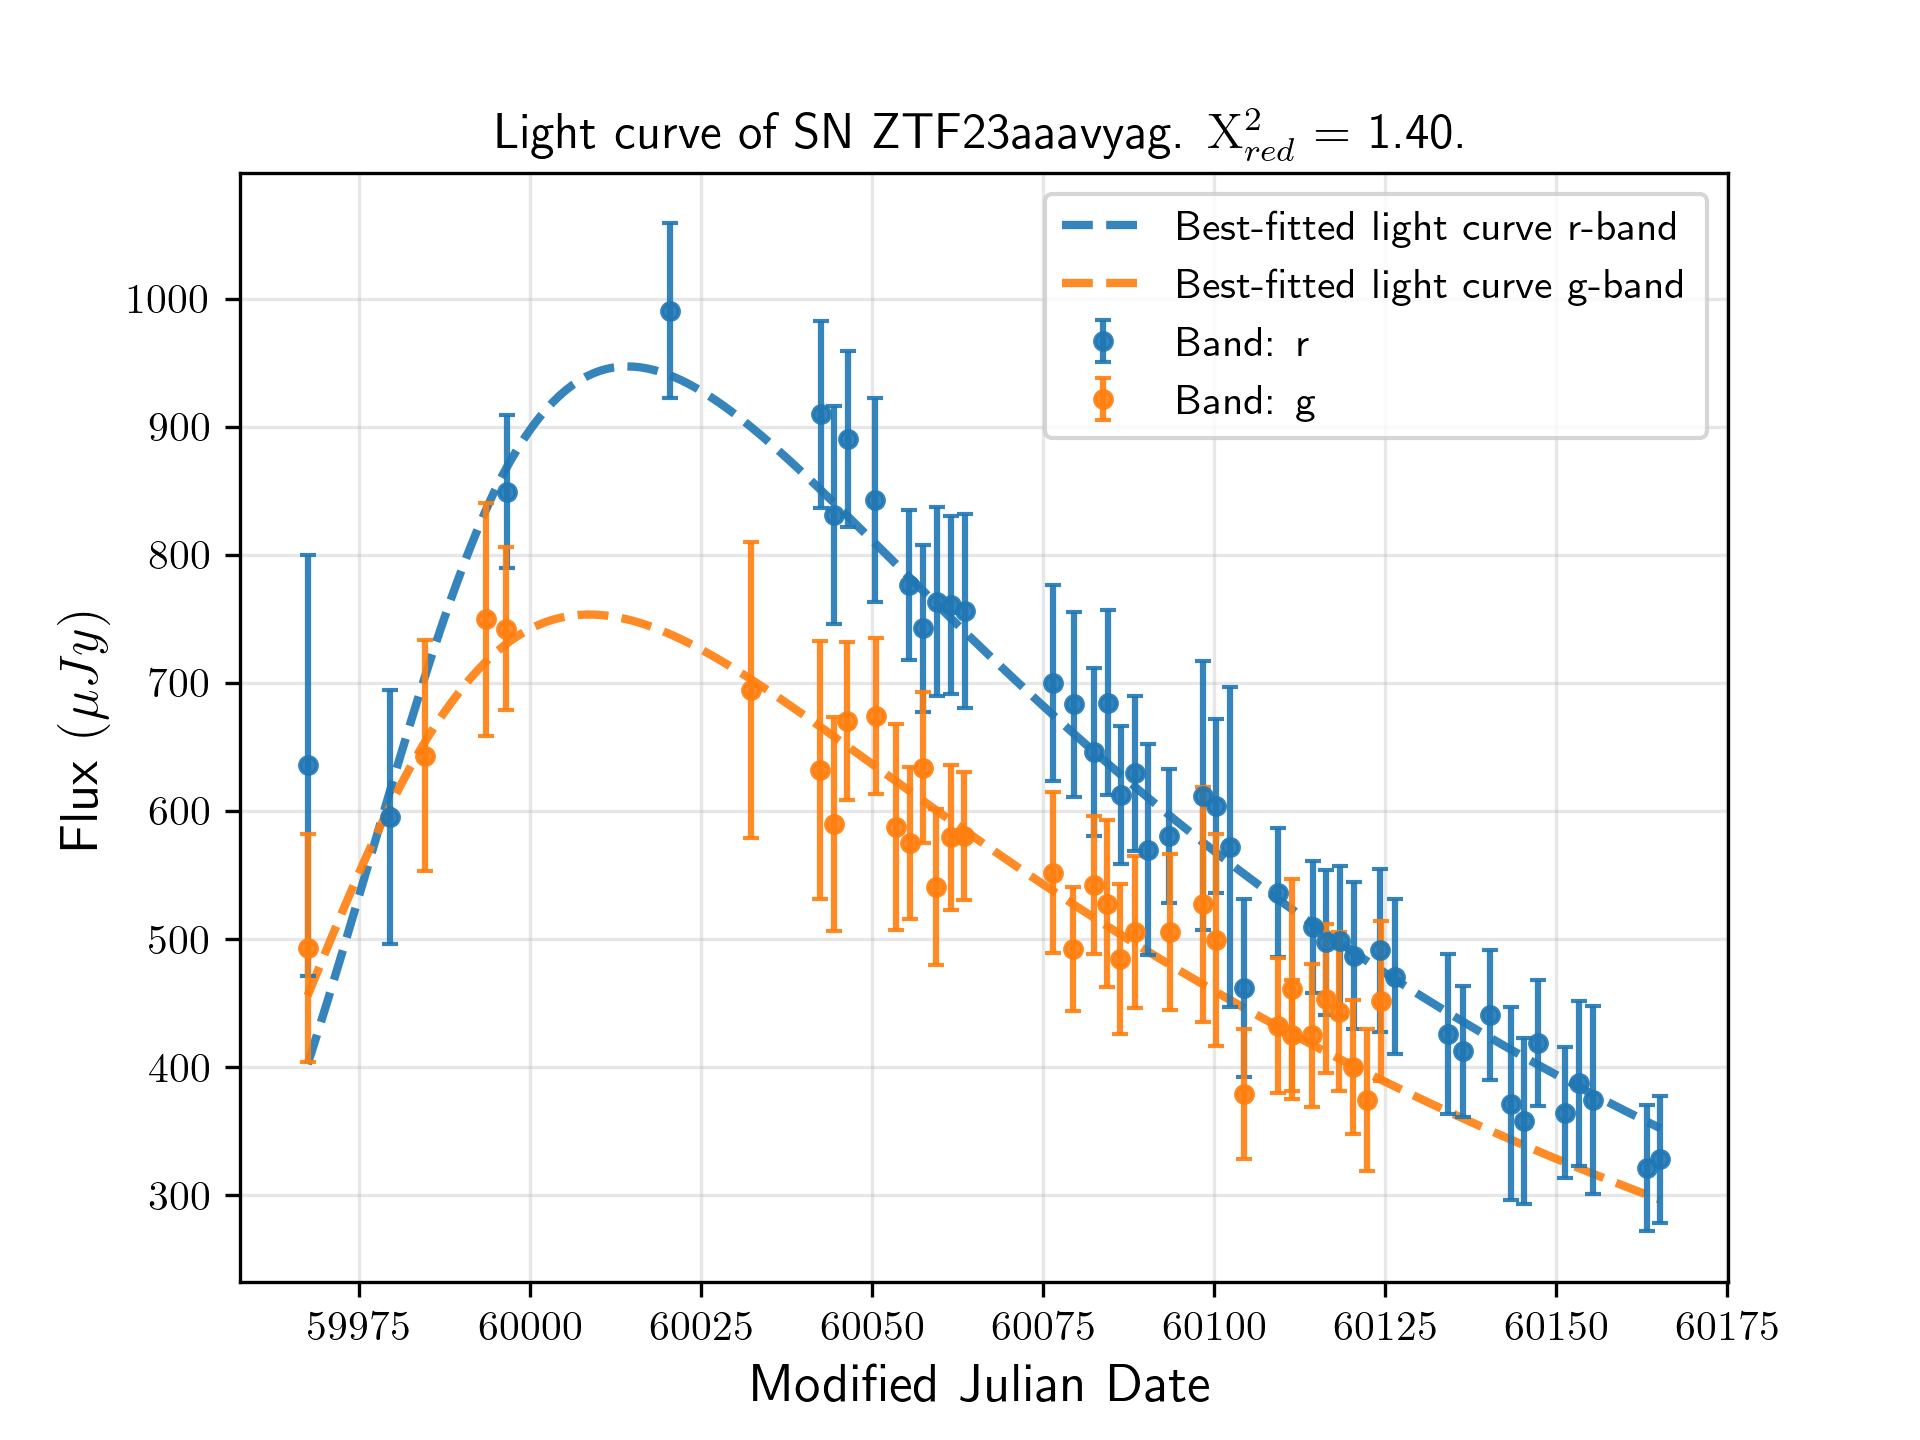 Light curve of SN ZTF23aaavyag. X²_red = 1.40.
Best-fitted light curve r-band
Best-fitted light curve g-band
Band: r
Band: g
Flux (μJy)
1000
900
800
700
600
500
400
300
59975 60000 60025 60050 60075 60100 60125 60150 60175
Modified Julian Date